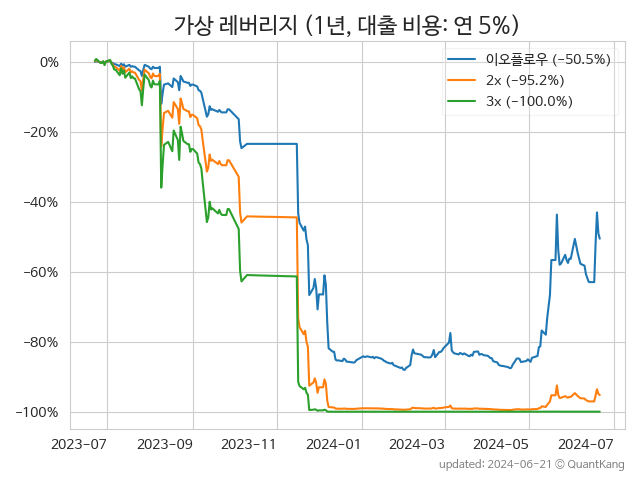 가상 레버리지 (1년, 대출 비용: 연 5%)
이오플로우 (−50.5%)
2x (−95.2%)
3x (−100.0%)
0%
−20%
−40%
−60%
−80%
−100%
2023-07 2023-09 2023-11 2024-01 2024-03 2024-05 2024-07
updated: 2024-06-21 © QuantKang